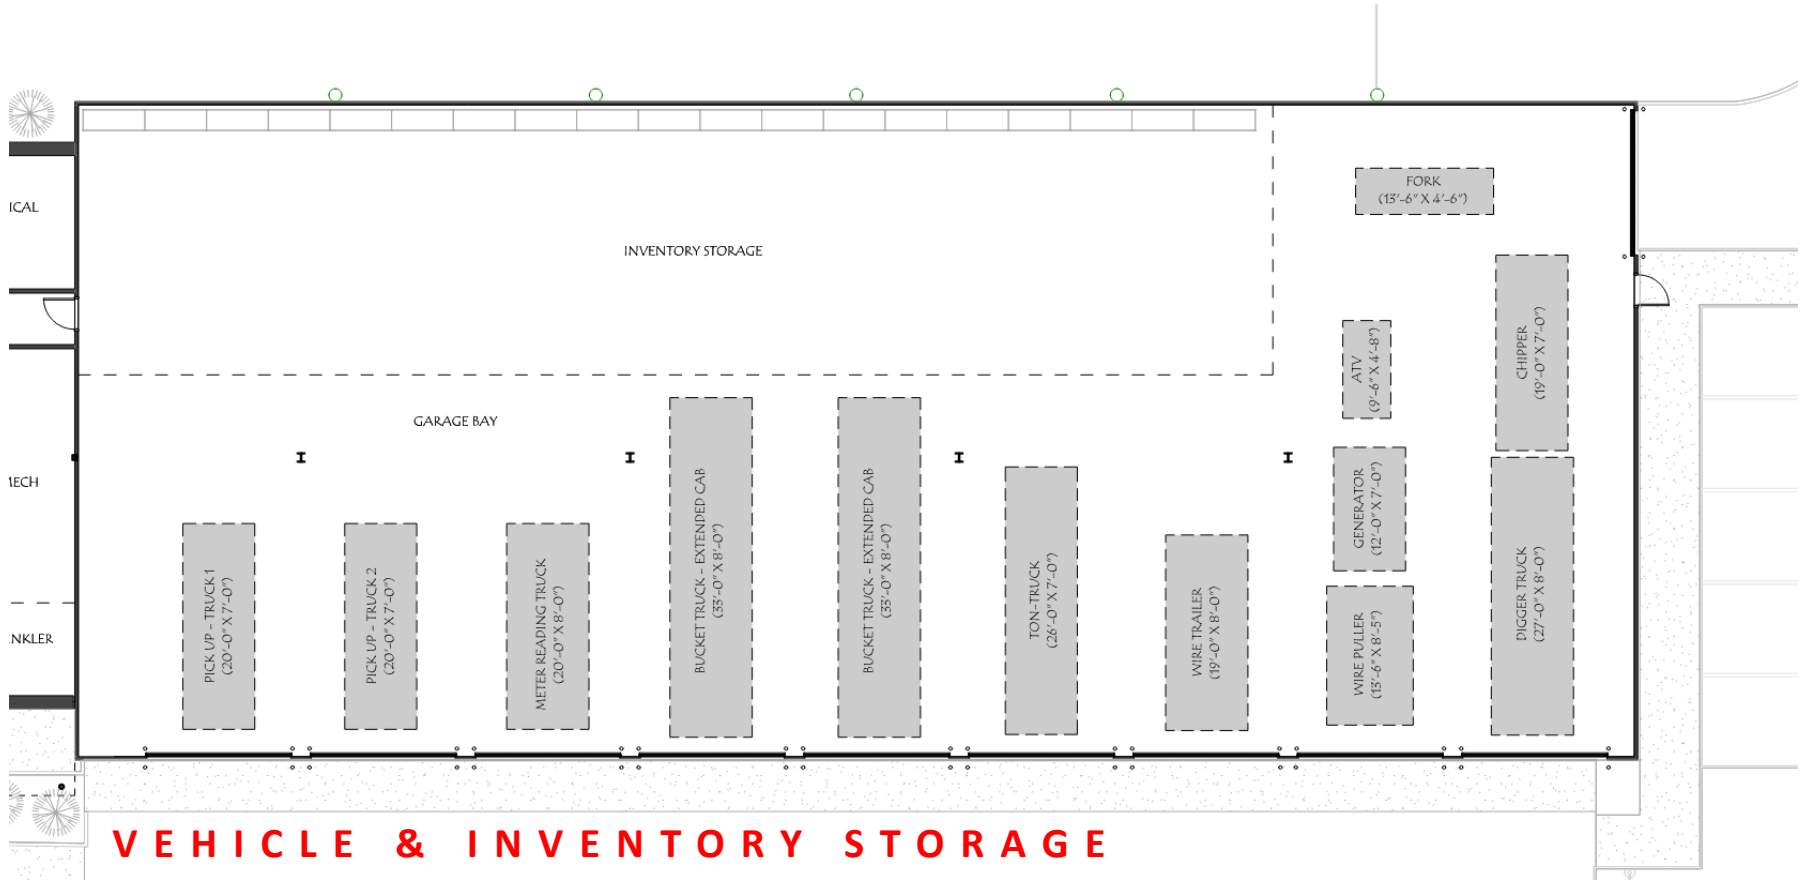 FORK
(13'-6" X 4'-6")
ICAL
INVENTORY STORAGE
CHIPPER
(19'-0" X 7'-0")
ATV
(9'-6" X 4'-8")
GARAGE BAY
MECH
GENERATOR
(12'-0" X 7'-0")
PICK UP - TRUCK 1
(20'-0" X 7'-0")
PICK UP - TRUCK 2
(20'-0" X 7'-0")
METER READING TRUCK
(20'-0" X 8'-0")
BUCKET TRUCK - EXTENDED CAB
(33'-0" X 8'-0")
BUCKET TRUCK - EXTENDED CAB
(33'-0" X 8'-0")
TON-TRUCK
(26'-0" X 7'-0")
WIRE TRAILER
(19'-0" X 8'-0")
WIRE PULLER
(13'-6" X 8'-5")
DIGGER TRUCK
(27'-0" X 8'-0")
NKLER
VEHICLE & INVENTORY STORAGE